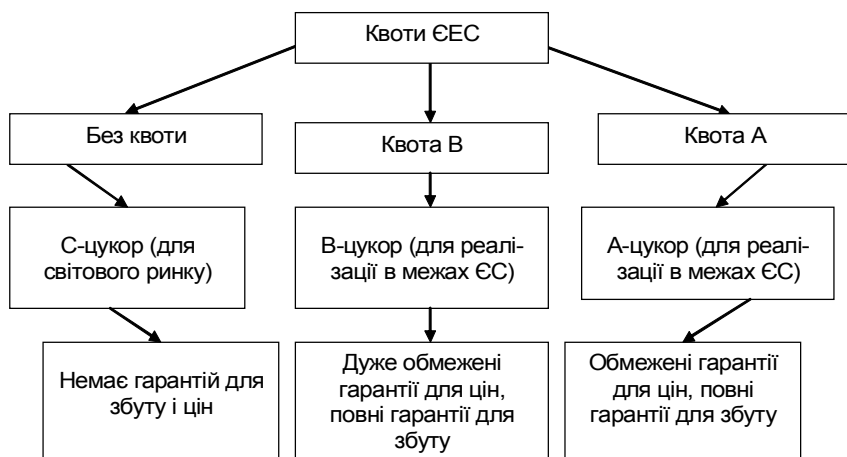 Квоти ЄЕС
Без квоти
Квота В
Квота А
С-цукор (для
світового ринку)
В-цукор (для реалі-
зації в межах ЄС)
А-цукор (для реалі-
зації в межах ЄС)
Немає гарантій для
збуту і цін
Дуже обмежені
гарантії для цін,
повні гарантії для
збуту
Обмежені гарантії
для цін, повні
гарантії для збуту